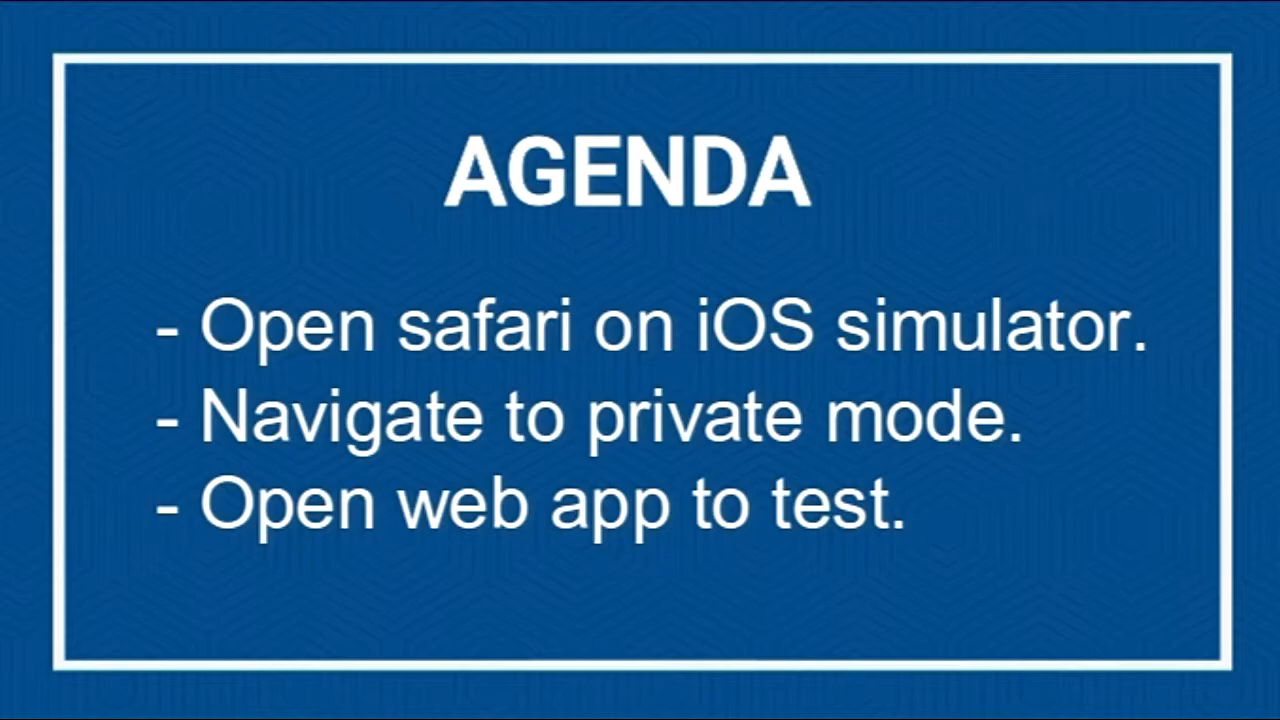 AGENDA
- Open safari on iOS simulator.
- Navigate to private mode.
- Open web app to test.